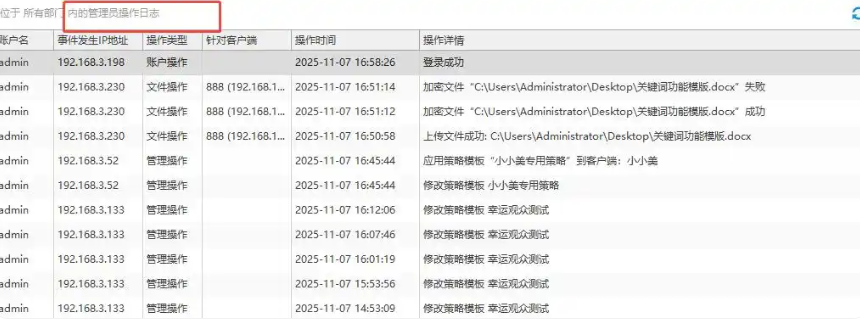 位于 所有部门 内的管理员操作日志
账户名 事件发生IP地址 操作类型 针对客户端 操作时间 操作详情
admin 192.168.3.198 账户操作 2025-11-07 16:58:26 登录成功
admin 192.168.3.230 文件操作 888 (192.168.1... 2025-11-07 16:51:14 加密文件“C:\Users\Administrator\Desktop\关键词功能模版.docx”失败
admin 192.168.3.230 文件操作 888 (192.168.1... 2025-11-07 16:51:12 加密文件“C:\Users\Administrator\Desktop\关键词功能模版.docx”成功
admin 192.168.3.230 文件操作 888 (192.168.1... 2025-11-07 16:50:58 上传文件成功: C:\Users\Administrator\Desktop\关键词功能模版.docx
admin 192.168.3.52 管理操作 2025-11-07 16:45:44 应用策略模板“小小美专用策略”到客户端：小小美
admin 192.168.3.52 管理操作 2025-11-07 16:45:44 修改策略模板 小小美专用策略
admin 192.168.3.133 管理操作 2025-11-07 16:12:06 修改策略模板 幸运观众测试
admin 192.168.3.133 管理操作 2025-11-07 16:07:46 修改策略模板 幸运观众测试
admin 192.168.3.133 管理操作 2025-11-07 16:01:19 修改策略模板 幸运观众测试
admin 192.168.3.133 管理操作 2025-11-07 15:53:56 修改策略模板 幸运观众测试
admin 192.168.3.133 管理操作 2025-11-07 14:53:09 修改策略模板 幸运观众测试